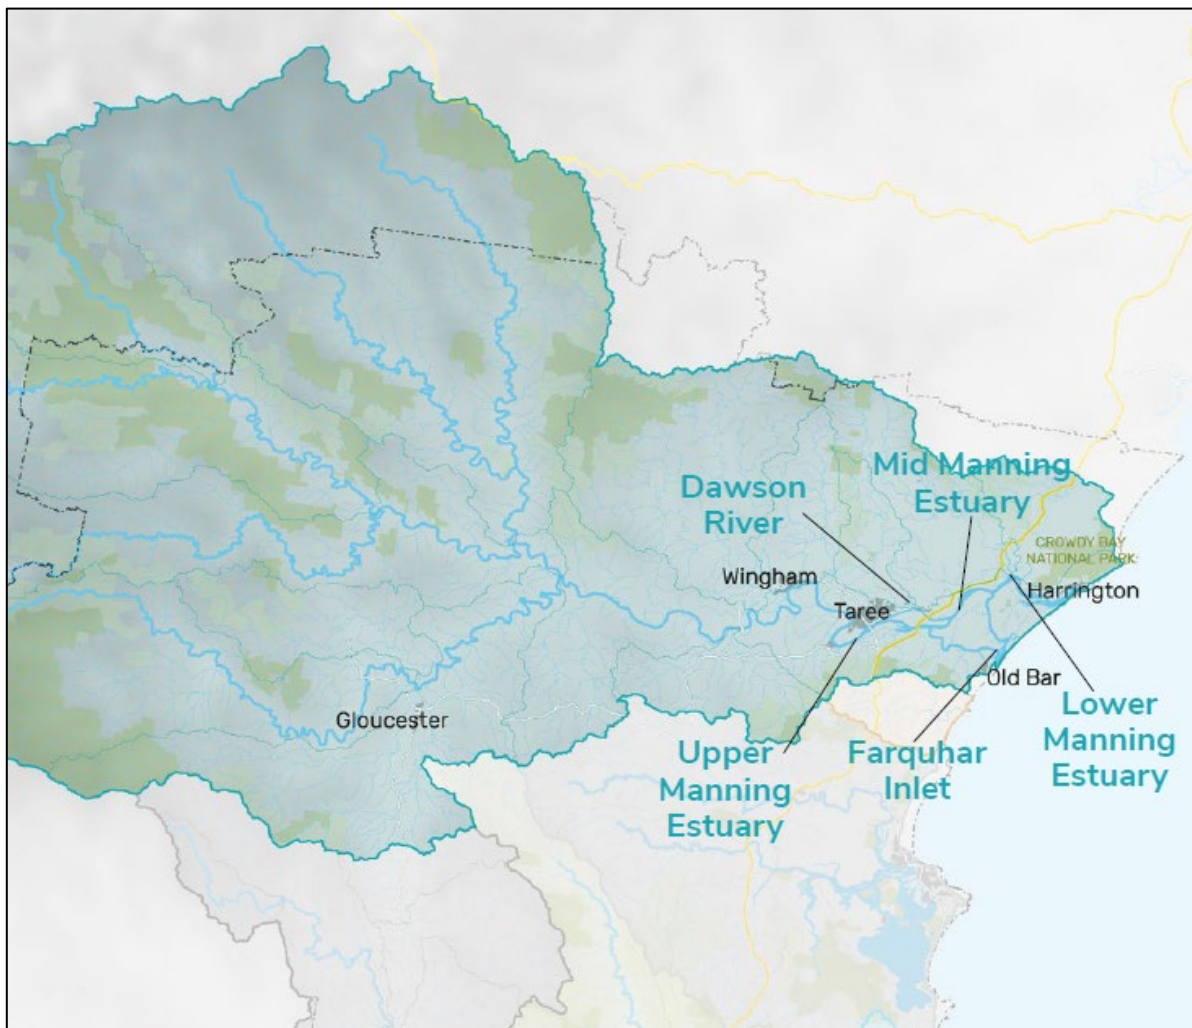 Mid Manning
Estuary
Dawson
River
CROWDY BAY
NATIONAL PARK
Wingham
Harrington
Taree
Old Bar
Lower
Manning
Estuary
Gloucester
Upper
Manning
Estuary
Farquhar
Inlet